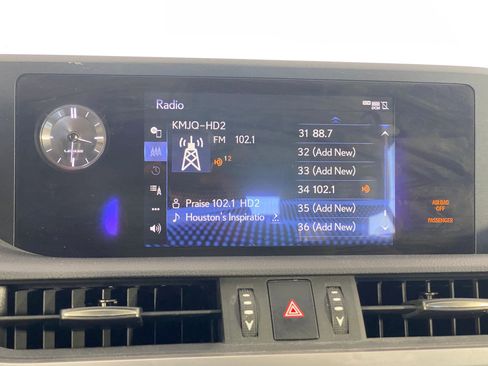 Radio
KMJQ-HD2
FM 102.1
12
Praise 102.1 HD2
Houston's Inspiratio
31 88.7
32 (Add New)
33 (Add New)
34 102.1
35 (Add New)
36 (Add New)
LEXUS
AIRBAG
OFF
PASSENGER